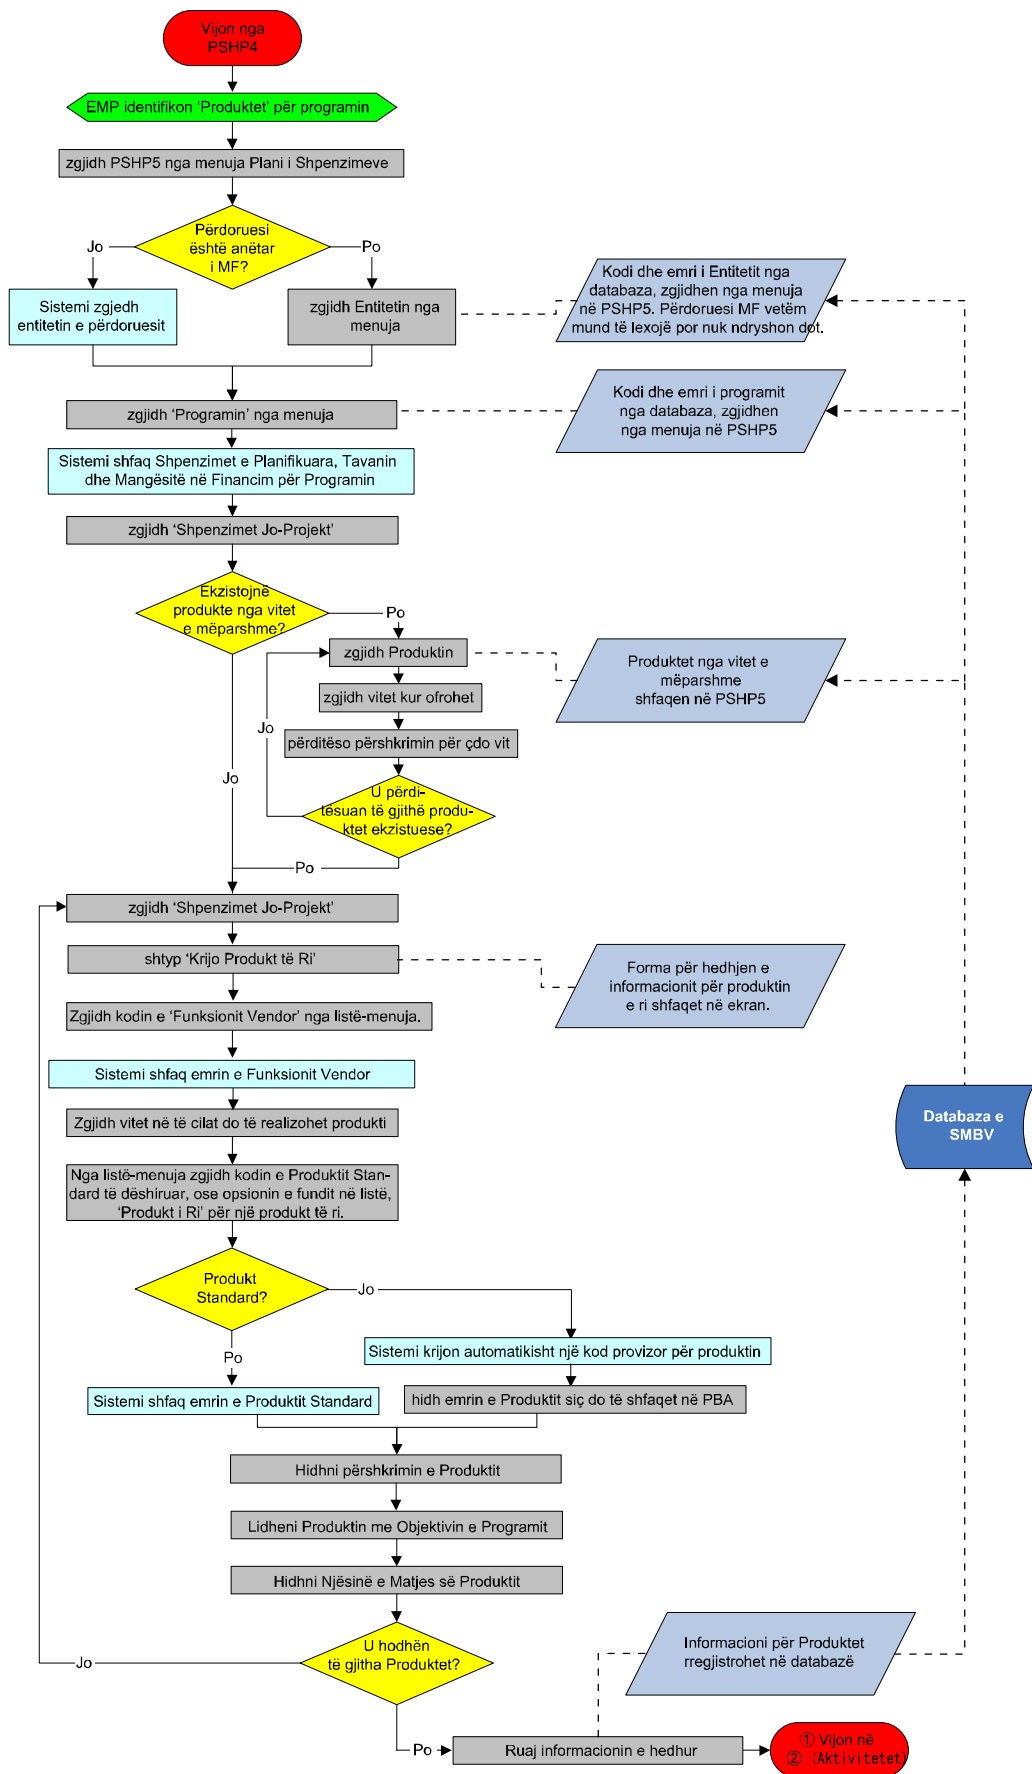 Vijon nga
PSHP4
EMP identifikon ‘Produktet’ për programin
zgjidh PSHP5 nga menuja Plani i Shpenzimeve
Përdoruesi
është anëtar
i MF?
Jo
Po
Sistemi zgjedh
entitetin e përdoruesit
zgjidh Entitetin nga
menuja
Kodi dhe emri i Entitetit nga
databaza, zgjidhen nga menuja
në PSHP5. Përdoruesi MF vetëm
mund të lexojë por nuk ndryshon dot.
zgjidh ‘Programin’ nga menuja
Kodi dhe emri i programit
nga databaza, zgjidhen
nga menuja në PSHP5
Sistemi shfaq Shpenzimet e Planifikuara, Tavanin
dhe Mangësitë në Financim për Programin
zgjidh ‘Shpenzimet Jo-Projekt’
Ekzistojnë
produkte nga vitet
e mëparshme?
Po
zgjidh Produktin
Produktet nga vitet e
mëparshme
shfaqen në PSHP5
zgjidh vitet kur ofrohet
Jo
përditëso përshkrimin për çdo vit
Jo
U përdi-
tësuan të gjithë produ-
ktet ekzistuese?
Po
zgjidh ‘Shpenzimet Jo-Projekt’
shtyp ‘Krijo Produkt të Ri’
Forma për hedhjen e
informacionit për produktin
e ri shfaqet në ekran.
Zgjidh kodin e ‘Funksionit Vendor’ nga listë-menuja.
Sistemi shfaq emrin e Funksionit Vendor
Zgjidh vitet në të cilat do të realizohet produkti
Databaza e
SMBV
Nga listë-menuja zgjidh kodin e Produktit Stan-
dard të dëshiruar, ose opsionin e fundit në listë,
‘Produkt i Ri’ për një produkt të ri.
Produkt
Standard?
Jo
Po
Sistemi krijon automatikisht një kod provizor për produktin
Sistemi shfaq emrin e Produktit Standard
hidh emrin e Produktit siç do të shfaqet në PBA
Hidhni përshkrimin e Produktit
Lidheni Produktin me Objektivin e Programit
Hidhni Njësinë e Matjes së Produktit
U hodhën
të gjitha Produktet?
Jo
Informacioni për Produktet
rregjistrohet në databazë
Po
Ruaj informacionin e hedhur
① Vijon në
② (Aktivitetet)